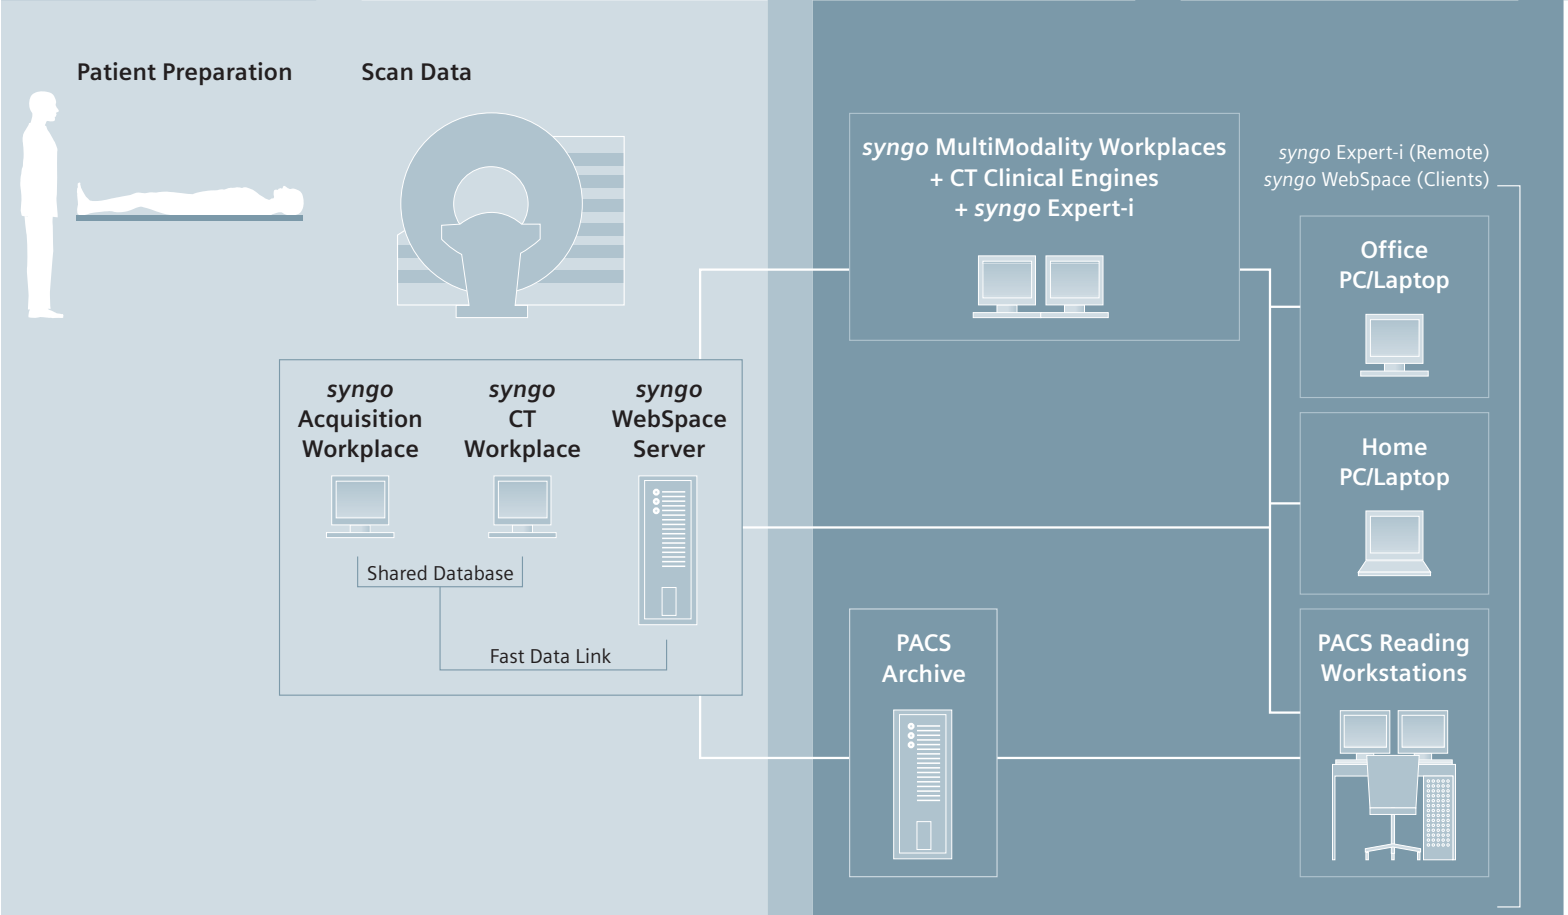 Patient Preparation
Scan Data
syngo MultiModality Workplaces
+ CT Clinical Engines
+ syngo Expert-i
syngo Expert-i (Remote)
syngo WebSpace (Clients)
Office
PC/Laptop
syngo
Acquisition
Workplace
syngo
CT
Workplace
syngo
WebSpace
Server
Home
PC/Laptop
Shared Database
Fast Data Link
PACS
Archive
PACS Reading
Workstations